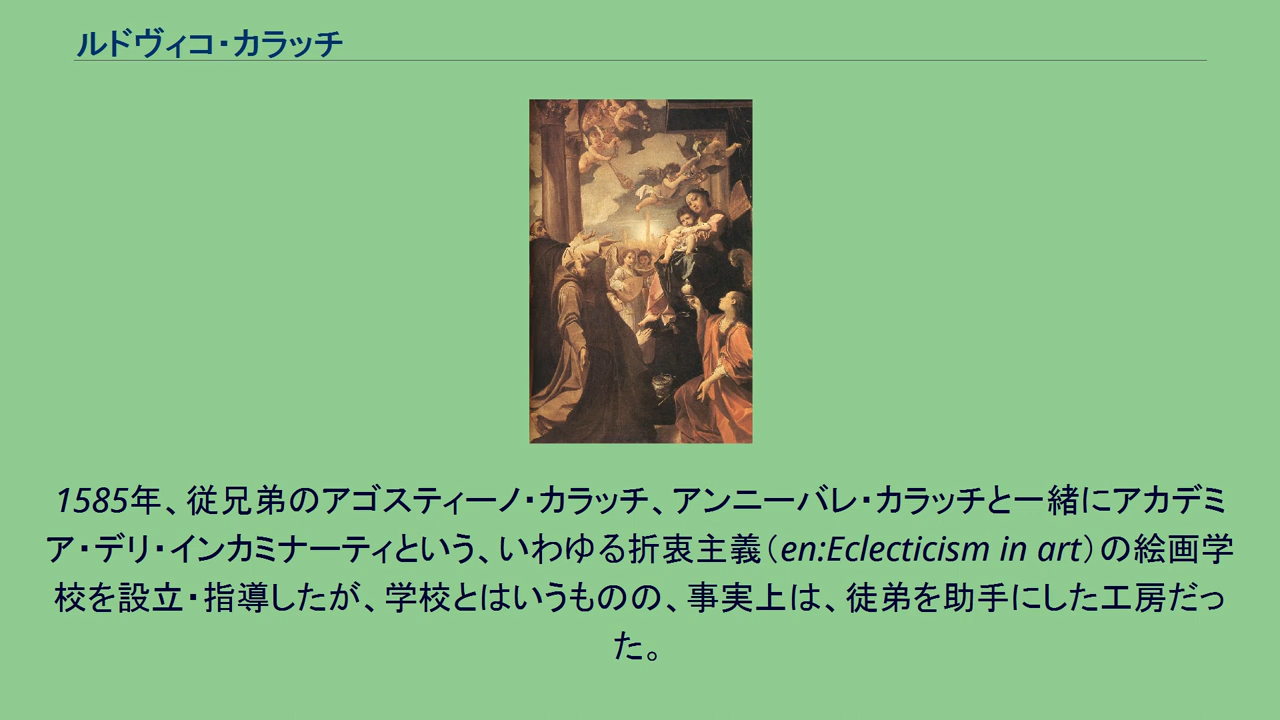 ルドヴィコ・カラッチ
1585年、従兄弟のアゴスティーノ・カラッチ、アンニーバレ・カラッチと一緒にアカデミ
ア・デリ・インカミナーティという、いわゆる折衷主義（en:Eclecticism in art）の絵画学
校を設立・指導したが、学校とはいうものの、事実上は、徒弟を助手にした工房だっ
た。